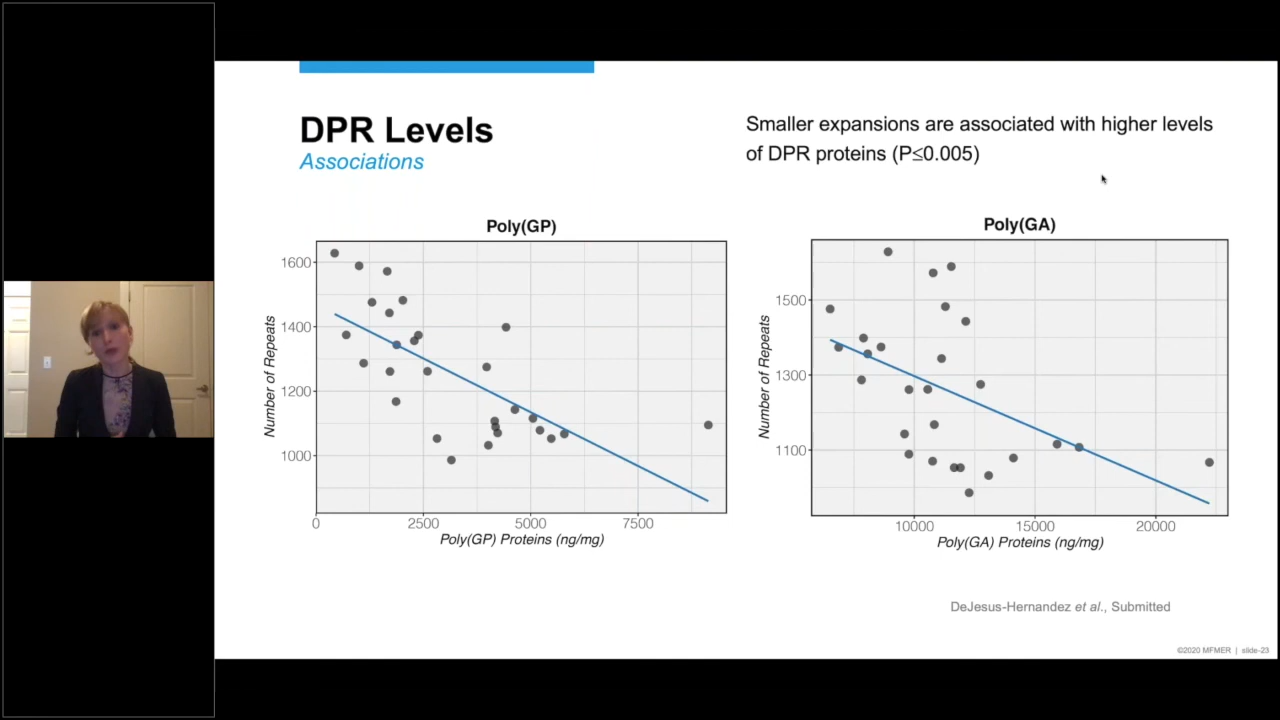 DPR Levels
Associations
Smaller expansions are associated with higher levels
of DPR proteins (P≤0.005)
Poly(GP)
Number of Repeats
1600
1400
1200
1000
0
2500
5000
7500
Poly(GP) Proteins (ng/mg)
Poly(GA)
Number of Repeats
1500
1300
1100
10000
15000
20000
Poly(GA) Proteins (ng/mg)
DeJesus-Hernandez et al., Submitted
©2020 MFMER | slide-23